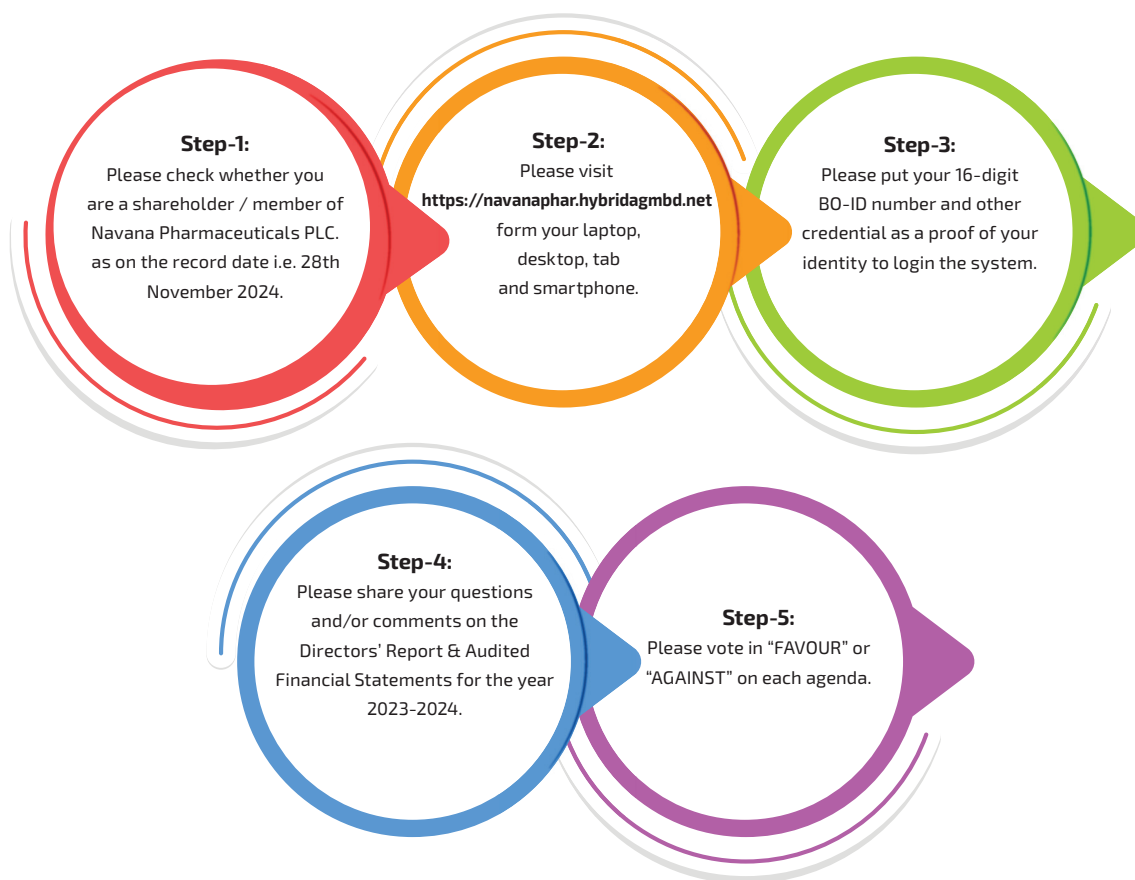 Step-1:
Please check whether you
are a shareholder / member of
Navana Pharmaceuticals PLC.
as on the record date i.e. 28th
November 2024.
Step-2:
Please visit
https://navanaphar.hybridagmbd.net
form your laptop,
desktop, tab
and smartphone.
Step-3:
Please put your 16-digit
BO-ID number and other
credential as a proof of your
identity to login the system.
Step-4:
Please share your questions
and/or comments on the
Directors’ Report & Audited
Financial Statements for the year
2023-2024.
Step-5:
Please vote in “FAVOUR” or
“AGAINST” on each agenda.